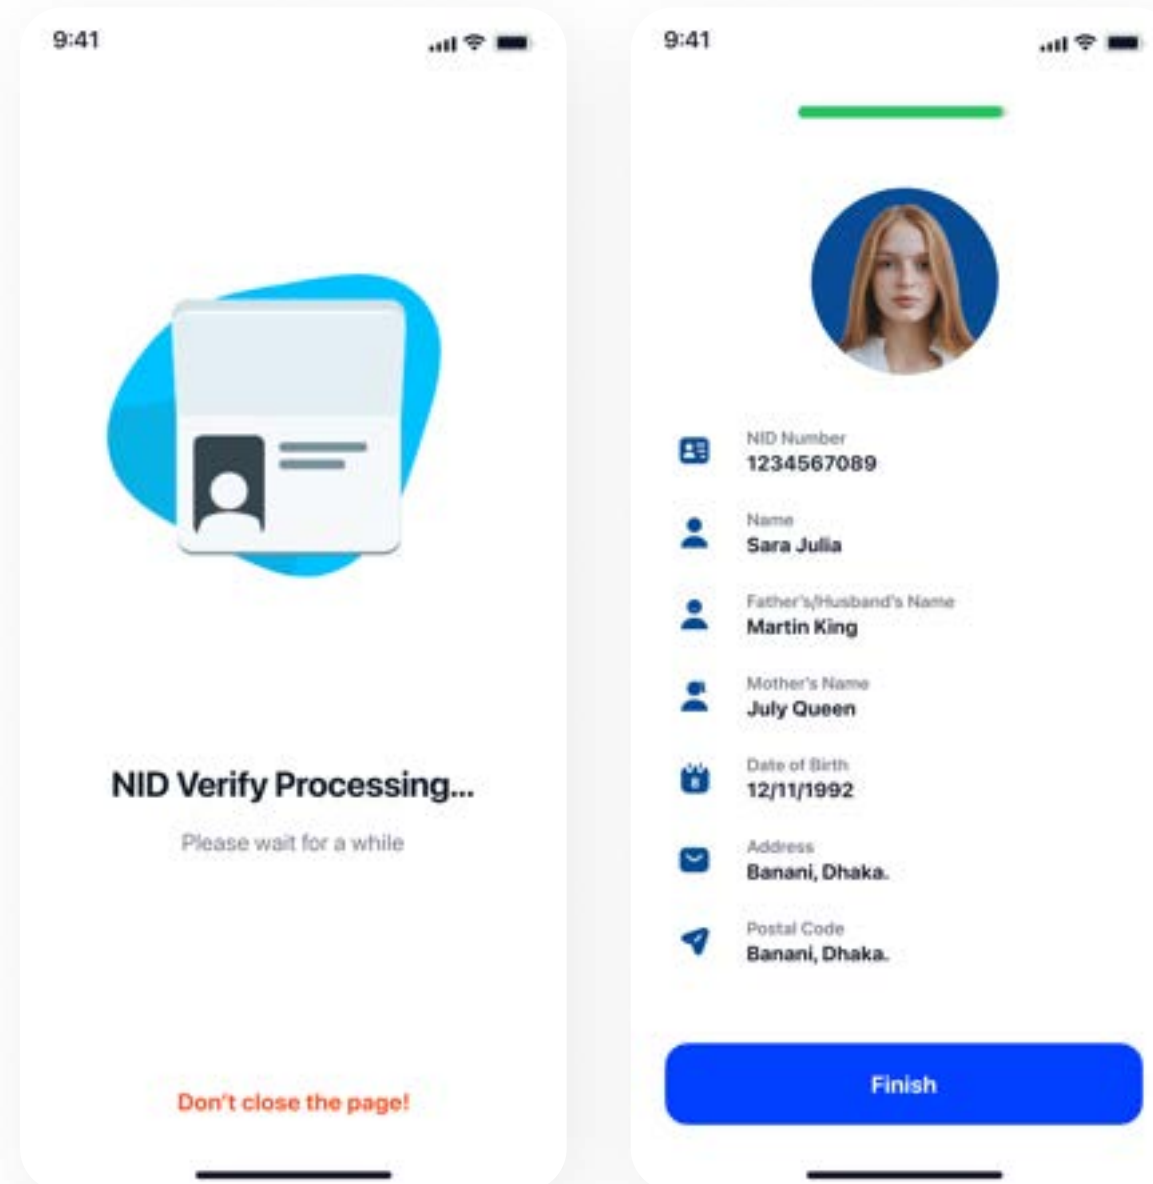 9:41
NID Verify Processing...
Please wait for a while
Don't close the page!
9:41
NID Number
1234567089
Name
Sara Julia
Father's/Husband's Name
Martin King
Mother's Name
July Queen
Date of Birth
12/11/1992
Address
Banani, Dhaka.
Postal Code
Banani, Dhaka.
Finish